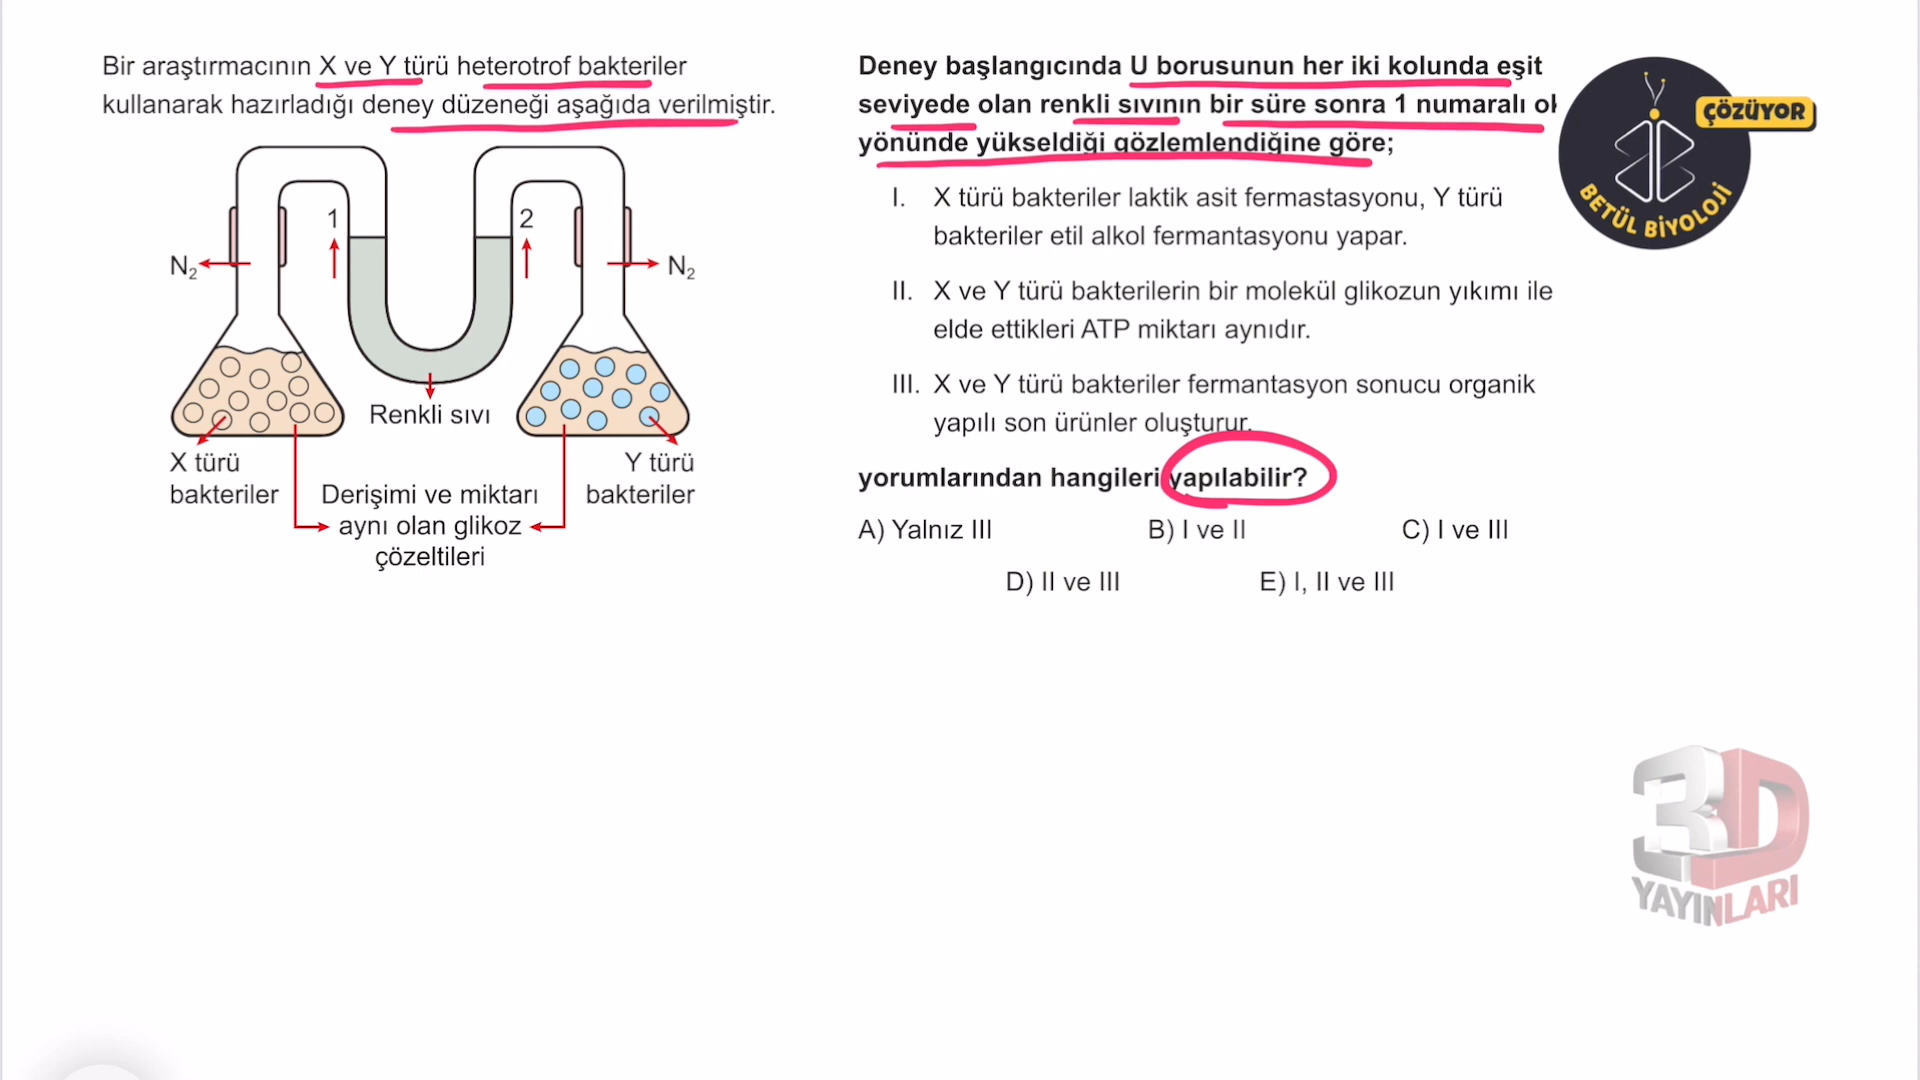 Bir araştırmacının X ve Y türü heterotrof bakteriler
kullanarak hazırladığı deney düzeneği aşağıda verilmiştir.
1
2
N₂
N₂
Renkli sıvı
X türü
bakteriler
Y türü
bakteriler
Derişimi ve miktarı
aynı olan glikoz
çözeltileri
Deney başlangıcında U borusunun her iki kolunda eşit
seviyede olan renkli sıvının bir süre sonra 1 numaralı ok
yönünde yükseldiği gözlemlendiğine göre;
I. X türü bakteriler laktik asit fermastasyonu, Y türü
bakteriler etil alkol fermantasyonu yapar.
II. X ve Y türü bakterilerin bir molekül glikozun yıkımı ile
elde ettikleri ATP miktarı aynıdır.
III. X ve Y türü bakteriler fermantasyon sonucu organik
yapılı son ürünler oluşturur.
yorumlarından hangileri yapılabilir?
A) Yalnız III
B) I ve II
C) I ve III
D) II ve III
E) I, II ve III
ÇÖZÜYOR
BETÜL BİYOLOJİ
3D
YAYINLARI